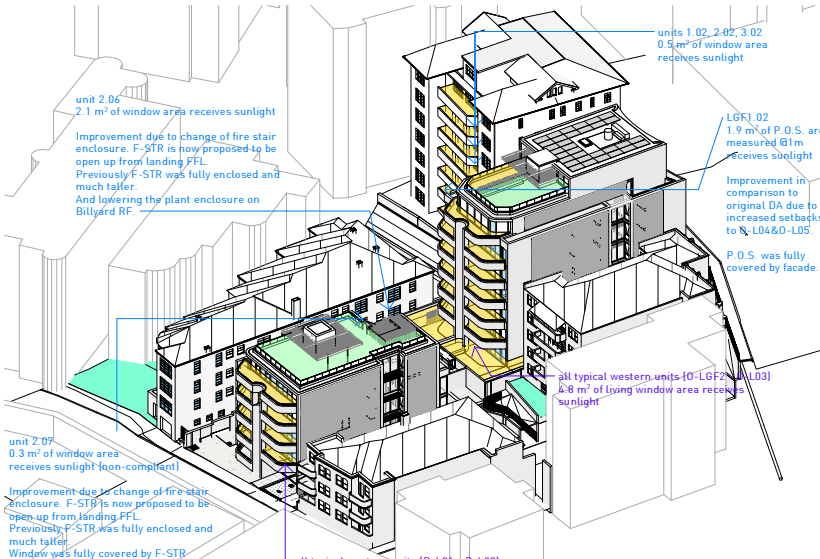 units 1.02, 2.02, 3.02
0.5 m² of window area
receives sunlight
unit 2.06
2.1 m² of window area receives sunlight
Improvement due to change of fire stair
enclosure. F-STR is now proposed to be
open up from landing FFL.
Previously F-STR was fully enclosed and
much taller.
And lowering the plant enclosure on
Billyard RF.
LGF1.02
1.9 m² of P.O.S. are
measured @1m
receives sunlight
Improvement in
comparison to
original DA due to
increased setbacks
to O-L04&O-L05.
P.O.S. was fully
covered by facade.
all typical western units (O-LGF2 - O-L03)
4.8 m² of living window area receives
sunlight
unit 2.07
0.3 m² of window area
receives sunlight (non-compliant)
Improvement due to change of fire stair
enclosure. F-STR is now proposed to be
open up from landing FFL.
Previously F-STR was fully enclosed and
much taller.
Window was fully covered by F-STR